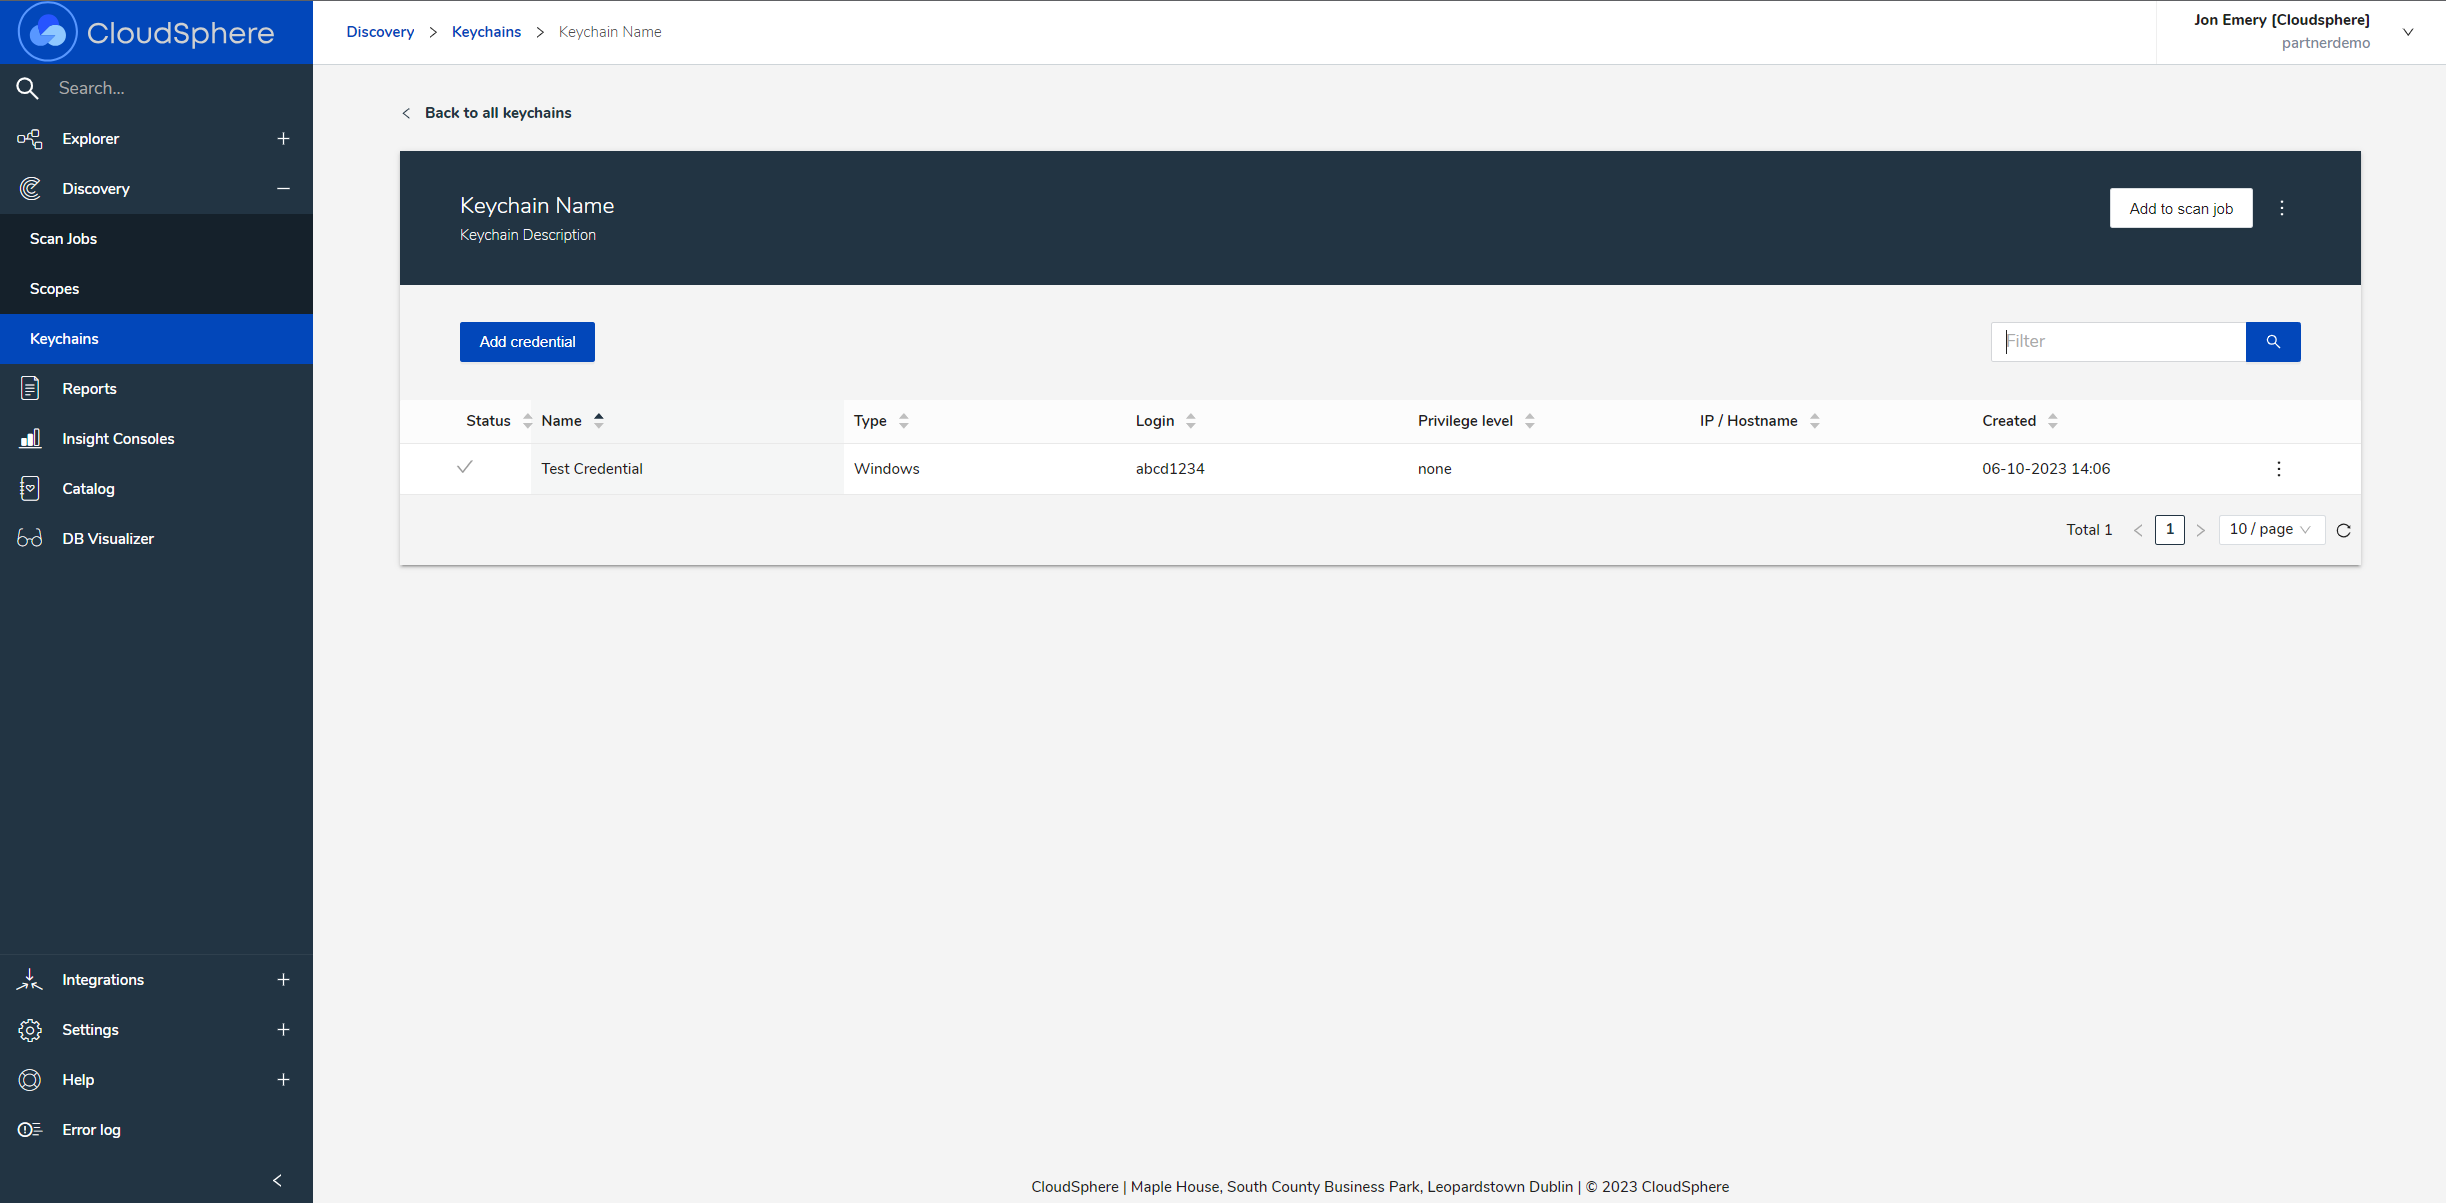 CloudSphere
Discovery > Keychains > Keychain Name
Jon Emery [Cloudsphere]
partnerdemo
Search...
Explorer
Discovery
Scan Jobs
Scopes
Keychains
Reports
Insight Consoles
Catalog
DB Visualizer
Integrations
Settings
Help
Error log
Back to all keychains
Keychain Name
Keychain Description
Add to scan job
Add credential
Filter
Status Name Type Login Privilege level IP / Hostname Created
Test Credential Windows abcd1234 none 06-10-2023 14:06
Total 1 < 1 > 10 / page
CloudSphere | Maple House, South County Business Park, Leopardstown Dublin | © 2023 CloudSphere